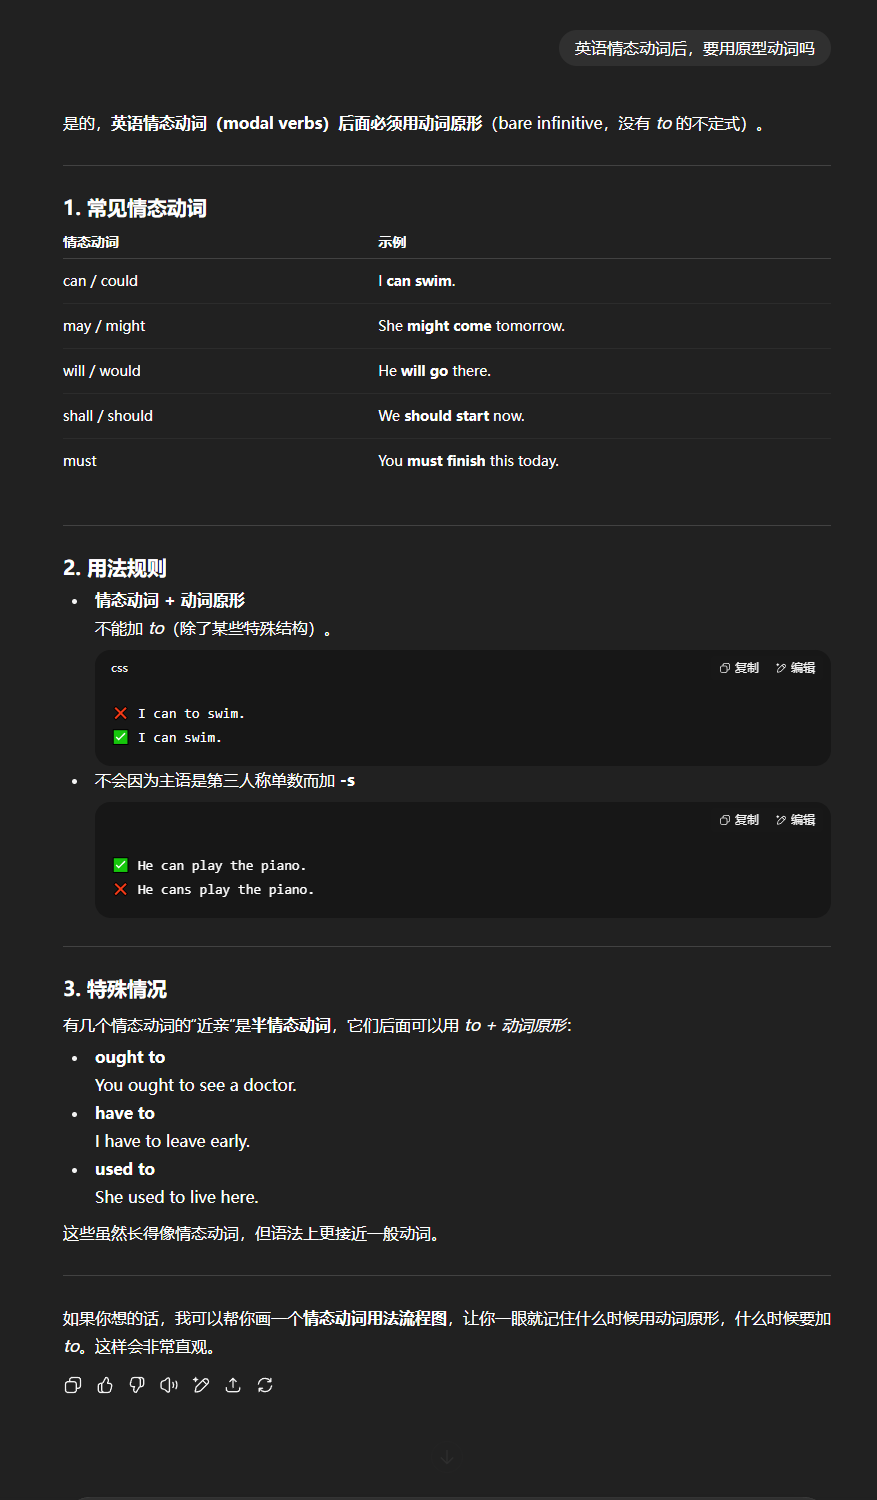 英语情态动词后，要用原型动词吗
是的，英语情态动词（modal verbs）后面必须用动词原形（bare infinitive，没有 to 的不定式）。
1. 常见情态动词
情态动词 示例
can / could I can swim.
may / might She might come tomorrow.
will / would He will go there.
shall / should We should start now.
must You must finish this today.
2. 用法规则
• 情态动词 + 动词原形
不能加 to（除了某些特殊结构）。
css 复制 编辑
❌ I can to swim.
✅ I can swim.
• 不会因为主语是第三人称单数而加 -s
复制 编辑
✅ He can play the piano.
❌ He cans play the piano.
3. 特殊情况
有几个情态动词的“近亲”是半情态动词，它们后面可以用 to + 动词原形：
• ought to
You ought to see a doctor.
• have to
I have to leave early.
• used to
She used to live here.
这些虽然长得像情态动词，但语法上更接近一般动词。
如果你想的话，我可以帮你画一个情态动词用法流程图，让你一眼就记住什么时候用动词原形，什么时候要加
to。这样会非常直观。